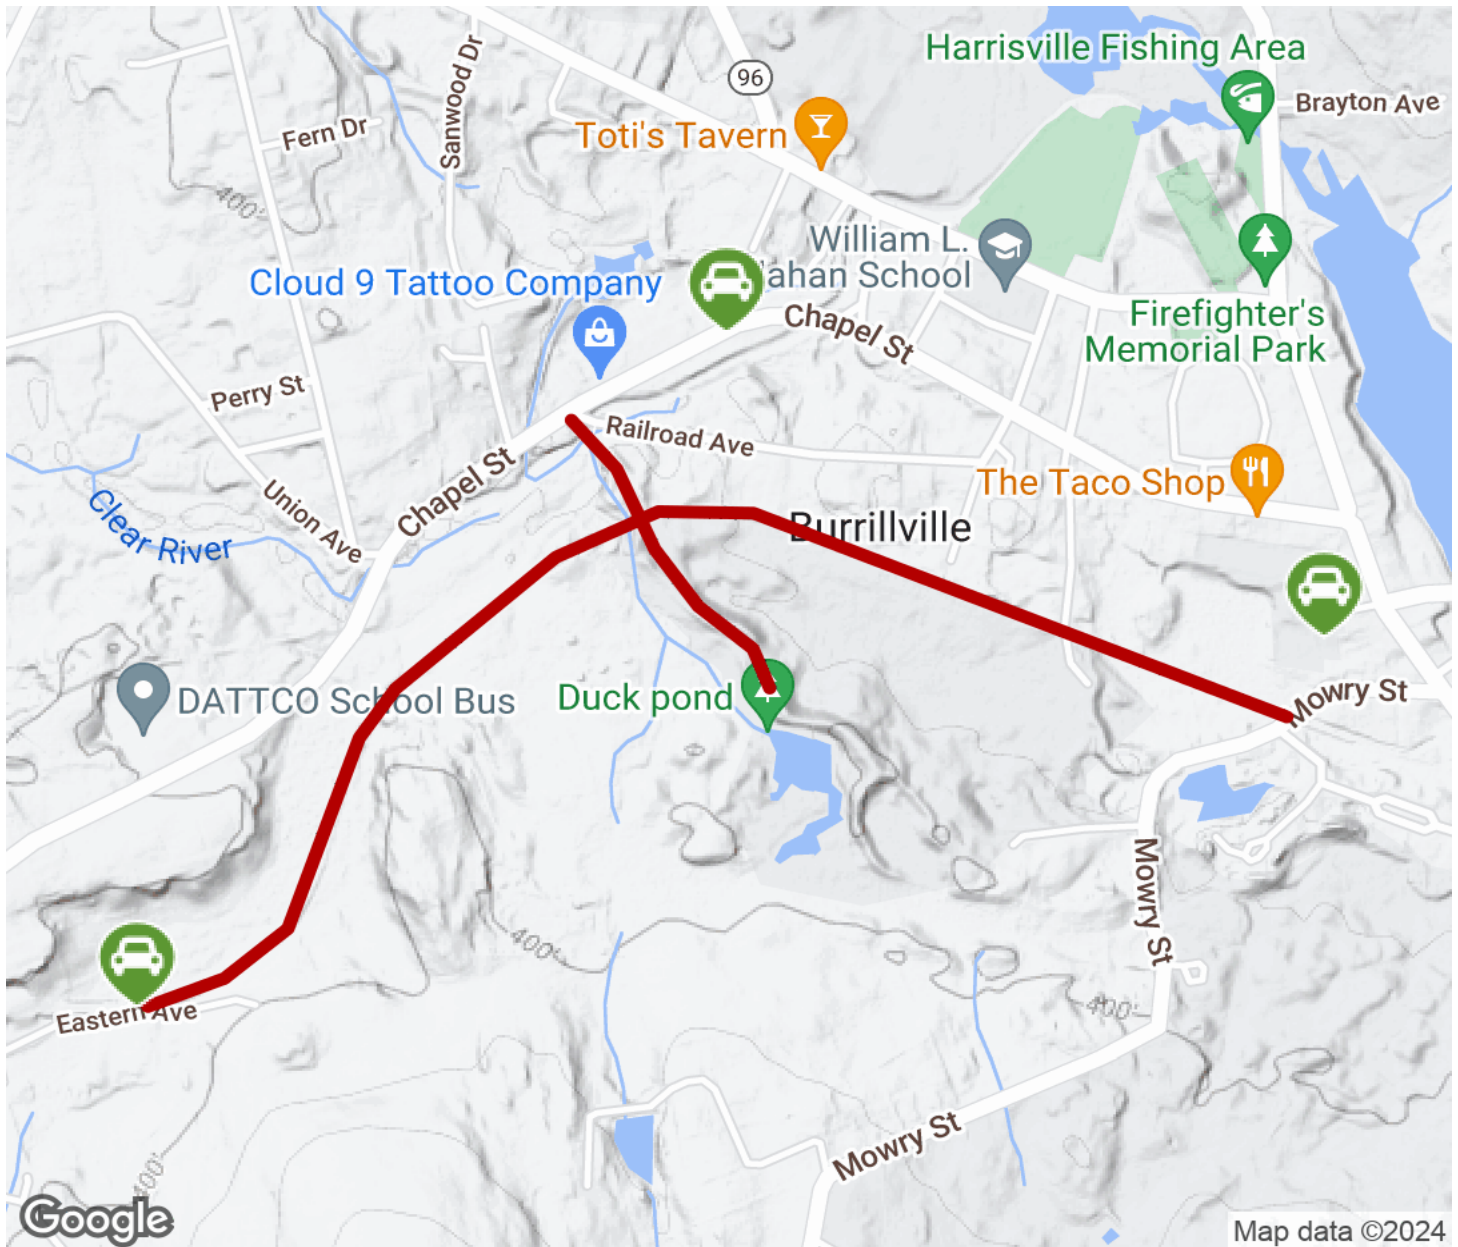 Harrisville Fishing Area
96
Brayton Ave
Sanwood Dr
Fern Dr
Toti's Tavern
400'
William L.
lahan School
Cloud 9 Tattoo Company
Chapel St
Firefighter's
Memorial Park
Perry St
Railroad Ave
Chapel St
The Taco Shop
Union Ave
Clear River
Burrillville
Duck pond
DATTCO School Bus
Mowry St
Mowry St
400'
400'
Eastern Ave
Mowry St
400'
Google
Map data ©2024